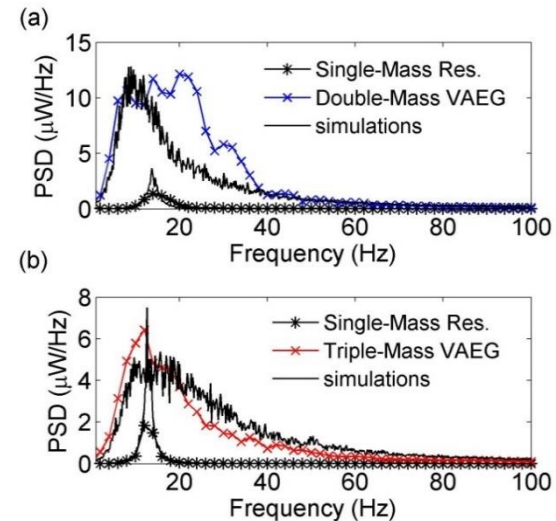 (a)
15
10
5
0
PSD (μW/Hz)
Single-Mass Res.
Double-Mass VAEG
simulations
20 40 60 80 100
Frequency (Hz)
(b)
8
6
4
2
0
PSD (μW/Hz)
Single-Mass Res.
Triple-Mass VAEG
simulations
20 40 60 80 100
Frequency (Hz)